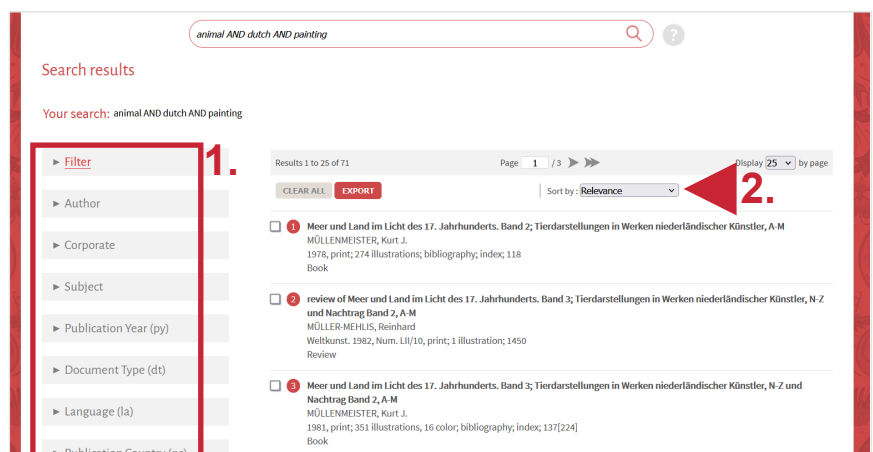 animal AND dutch AND painting
?
Search results
Your search: animal AND dutch AND painting
1.
► Filter
► Author
► Corporate
► Subject
► Publication Year (py)
► Document Type (dt)
► Language (la)
► Publication Country (pc)
Results 1 to 25 of 71
Page 1 / 3
Display 25 by page
CLEAR ALL EXPORT
Sort by : Relevance
2.
1 Meer und Land im Licht des 17. Jahrhunderts. Band 2; Tierdarstellungen in Werken niederländischer Künstler, A-M
MÜLLENMEISTER, Kurt J.
1978, print; 274 illustrations; bibliography; index; 118
Book
2 review of Meer und Land im Licht des 17. Jahrhunderts. Band 3; Tierdarstellungen in Werken niederländischer Künstler, N-Z
und Nachtrag Band 2, A-M
MÜLLER-MEHLIS, Reinhard
Weltkunst. 1982, Num. LII/10, print; 1 illustration; 1450
Review
3 Meer und Land im Licht des 17. Jahrhunderts. Band 3; Tierdarstellungen in Werken niederländischer Künstler, N-Z und
Nachtrag Band 2, A-M
MÜLLENMEISTER, Kurt J.
1981, print; 351 illustrations, 16 color; bibliography; index; 137[224]
Book